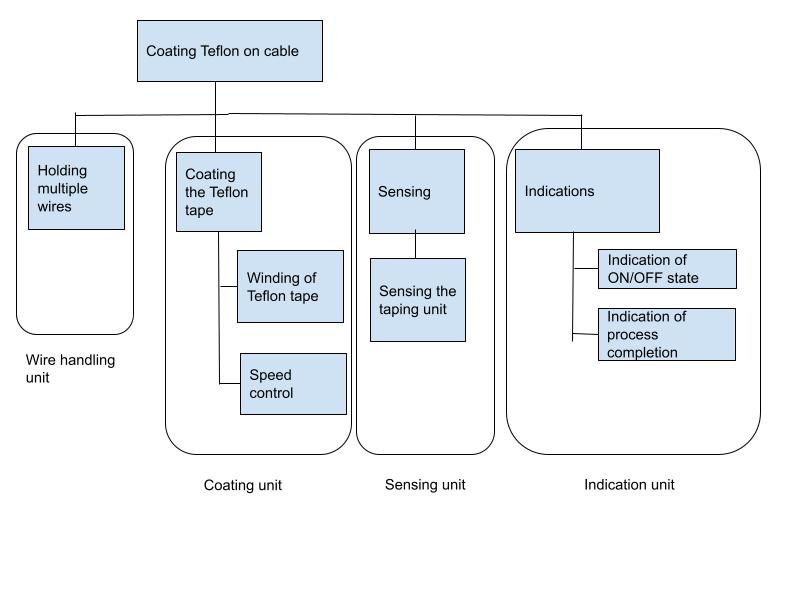 Coating Teflon on cable
Holding
multiple
wires
Wire handling
unit
Coating
the Teflon
tape
Winding of
Teflon tape
Speed
control
Coating unit
Sensing
Sensing the
taping unit
Sensing unit
Indications
Indication of
ON/OFF state
Indication of
process
completion
Indication unit